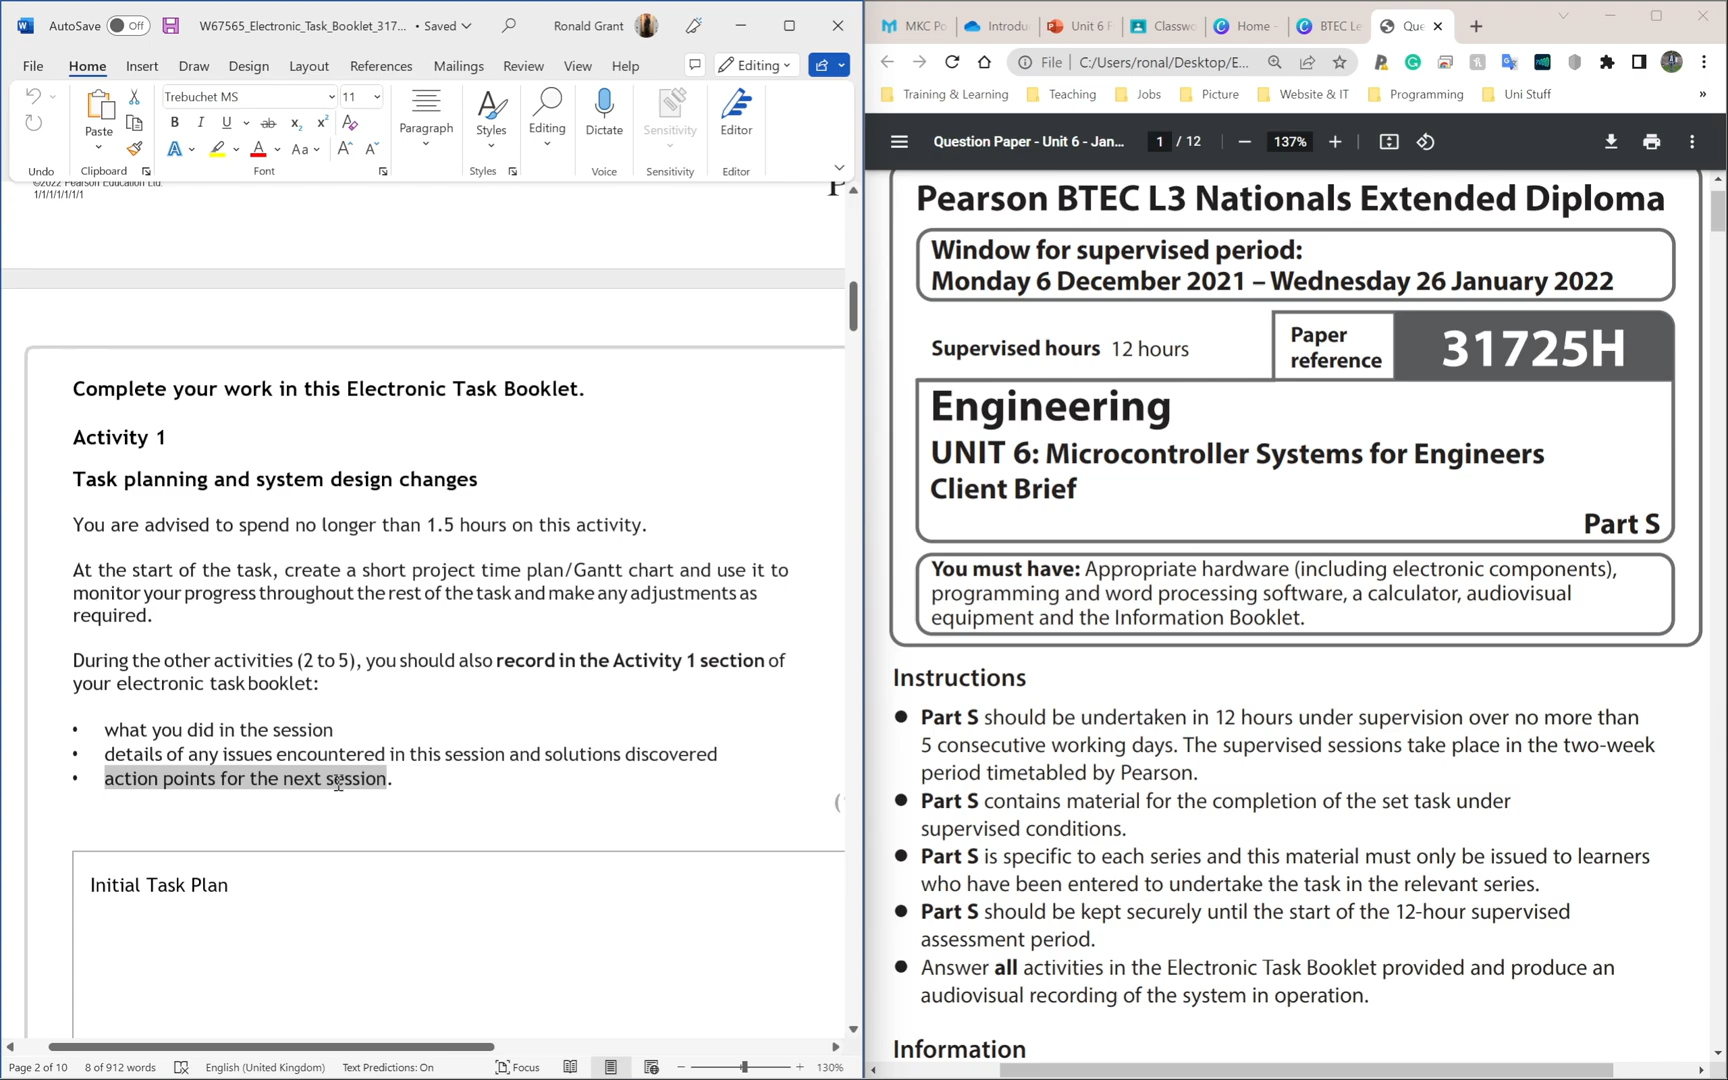 AutoSave Off W67565_Electronic_Task_Booklet_317... • Saved Ronald Grant
File Home Insert Draw Design Layout References Mailings Review View Help Editing
Trebuchet MS 11
Paste
B I U ab x₂ x² A
A A Aa A A
Paragraph Styles Editing Dictate Sensitivity Editor
Undo Clipboard Font Styles Voice Sensitivity Editor
©2022 Pearson Education Ltd.
1/1/1/1/1/1/1
P
Complete your work in this Electronic Task Booklet.
Activity 1
Task planning and system design changes
You are advised to spend no longer than 1.5 hours on this activity.
At the start of the task, create a short project time plan/Gantt chart and use it to
monitor your progress throughout the rest of the task and make any adjustments as
required.
During the other activities (2 to 5), you should also record in the Activity 1 section of
your electronic task booklet:
• what you did in the session
• details of any issues encountered in this session and solutions discovered
• action points for the next session.
(
Initial Task Plan
Page 2 of 10 8 of 912 words English (United Kingdom) Text Predictions: On Focus 130%
MKC Po Introdu Unit 6 P Classwo Home - BTEC Le Que
File C:/Users/ronal/Desktop/E...
Training & Learning Teaching Jobs Picture Website & IT Programming Uni Stuff »
Question Paper - Unit 6 - Jan... 1 / 12 137%
Pearson BTEC L3 Nationals Extended Diploma
Window for supervised period:
Monday 6 December 2021 – Wednesday 26 January 2022
Supervised hours 12 hours
Paper
reference
31725H
Engineering
UNIT 6: Microcontroller Systems for Engineers
Client Brief
Part S
You must have: Appropriate hardware (including electronic components),
programming and word processing software, a calculator, audiovisual
equipment and the Information Booklet.
Instructions
● Part S should be undertaken in 12 hours under supervision over no more than
5 consecutive working days. The supervised sessions take place in the two-week
period timetabled by Pearson.
● Part S contains material for the completion of the set task under
supervised conditions.
● Part S is specific to each series and this material must only be issued to learners
who have been entered to undertake the task in the relevant series.
● Part S should be kept securely until the start of the 12-hour supervised
assessment period.
● Answer all activities in the Electronic Task Booklet provided and produce an
audiovisual recording of the system in operation.
Information